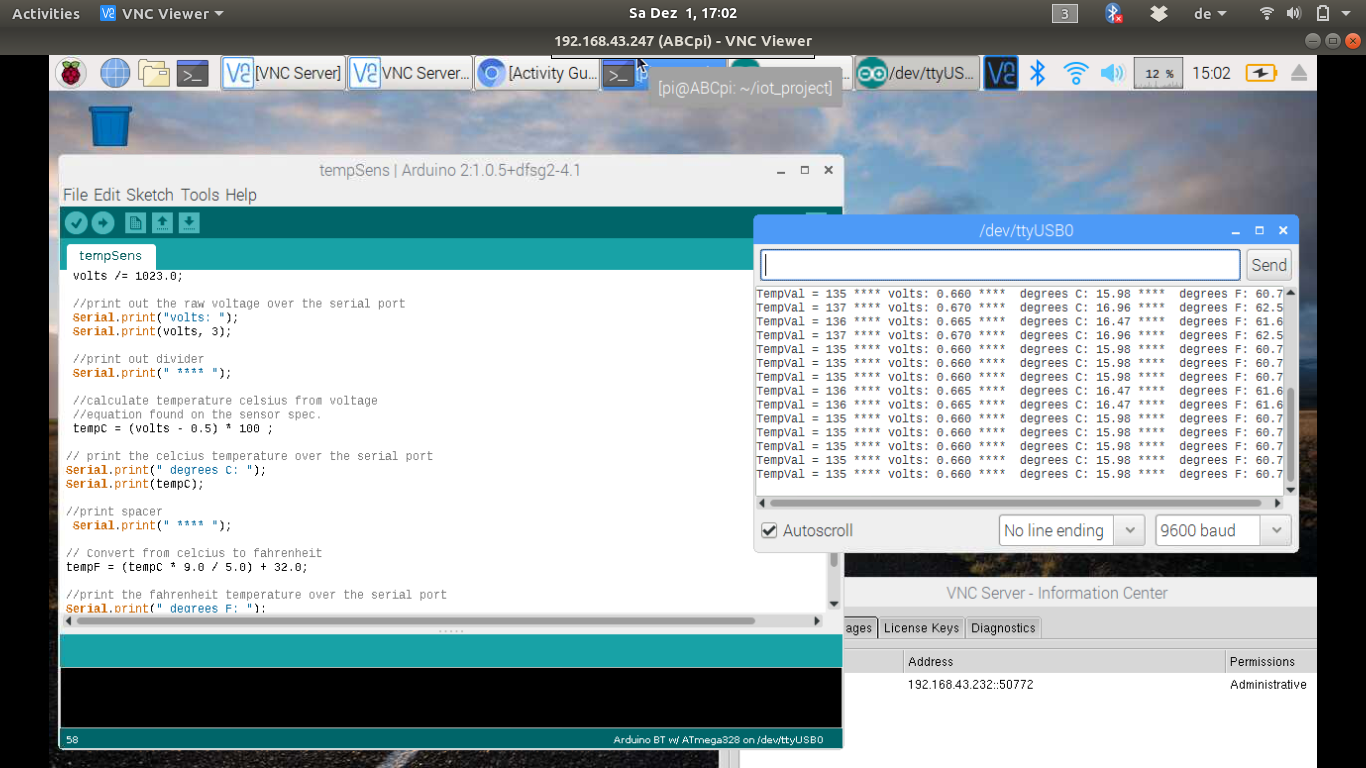 Activities VNC Viewer Sa Dez 1, 17:02 3 de
192.168.43.247 (ABCpi) - VNC Viewer
[VNC Server] VNC Server... [Activity Gu... /dev/ttyUS... 12 % 15:02
[pi@ABCpi: ~/iot_project]
tempSens | Arduino 2:1.0.5+dfsg2-4.1
File Edit Sketch Tools Help
tempSens
volts /= 1023.0;
//print out the raw voltage over the serial port
Serial.print("volts: ");
Serial.print(volts, 3);
//print out divider
Serial.print(" **** ");
//calculate temperature celsius from voltage
//equation found on the sensor spec.
tempC = (volts - 0.5) * 100 ;
// print the celcius temperature over the serial port
Serial.print(" degrees C: ");
Serial.print(tempC);
//print spacer
Serial.print(" **** ");
// Convert from celcius to fahrenheit
tempF = (tempC * 9.0 / 5.0) + 32.0;
//print the fahrenheit temperature over the serial port
Serial.print(" degrees F: ");
58 Arduino BT w/ ATmega328 on /dev/ttyUSB0
/dev/ttyUSB0
Send
TempVal = 135 **** volts: 0.660 **** degrees C: 15.98 **** degrees F: 60.7
TempVal = 137 **** volts: 0.670 **** degrees C: 16.96 **** degrees F: 62.5
TempVal = 136 **** volts: 0.665 **** degrees C: 16.47 **** degrees F: 61.6
TempVal = 137 **** volts: 0.670 **** degrees C: 16.96 **** degrees F: 62.5
TempVal = 135 **** volts: 0.660 **** degrees C: 15.98 **** degrees F: 60.7
TempVal = 135 **** volts: 0.660 **** degrees C: 15.98 **** degrees F: 60.7
TempVal = 135 **** volts: 0.660 **** degrees C: 15.98 **** degrees F: 60.7
TempVal = 136 **** volts: 0.665 **** degrees C: 16.47 **** degrees F: 61.6
TempVal = 136 **** volts: 0.665 **** degrees C: 16.47 **** degrees F: 61.6
TempVal = 135 **** volts: 0.660 **** degrees C: 15.98 **** degrees F: 60.7
TempVal = 135 **** volts: 0.660 **** degrees C: 15.98 **** degrees F: 60.7
TempVal = 135 **** volts: 0.660 **** degrees C: 15.98 **** degrees F: 60.7
TempVal = 135 **** volts: 0.660 **** degrees C: 15.98 **** degrees F: 60.7
TempVal = 135 **** volts: 0.660 **** degrees C: 15.98 **** degrees F: 60.7
Autoscroll No line ending 9600 baud
VNC Server - Information Center
ages License Keys Diagnostics
Address Permissions
192.168.43.232::50772 Administrative